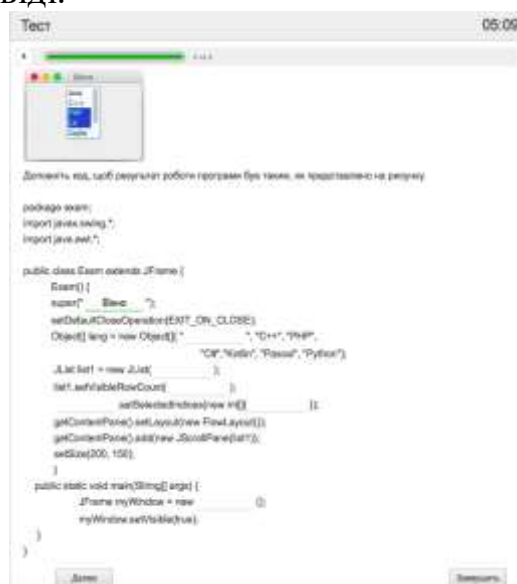 віді.
Тест 05:09
Вікно
Доповніть код, щоб результат роботи програми був таким, як представлено на рисунку.
package exam;
import javax.swing.*;
import java.awt.*;
public class Exam extends JFrame {
Exam() {
super(" Вікно ");
setDefaultCloseOperation(EXIT_ON_CLOSE);
Object[] lang = new Object[]{ " ", "C++", "PHP",
"C#", "Kotlin", "Pascal", "Python"};
JList list1 = new JList( );
list1.setVisibleRowCount( );
setSelectedIndices(new int[]{ });
getContentPane().setLayout(new FlowLayout());
getContentPane().add(new JScrollPane(list1));
setSize(200, 150);
}
public static void main(String[] args) {
JFrame myWindow = new ();
myWindow.setVisible(true);
}
}
Далее Завершить